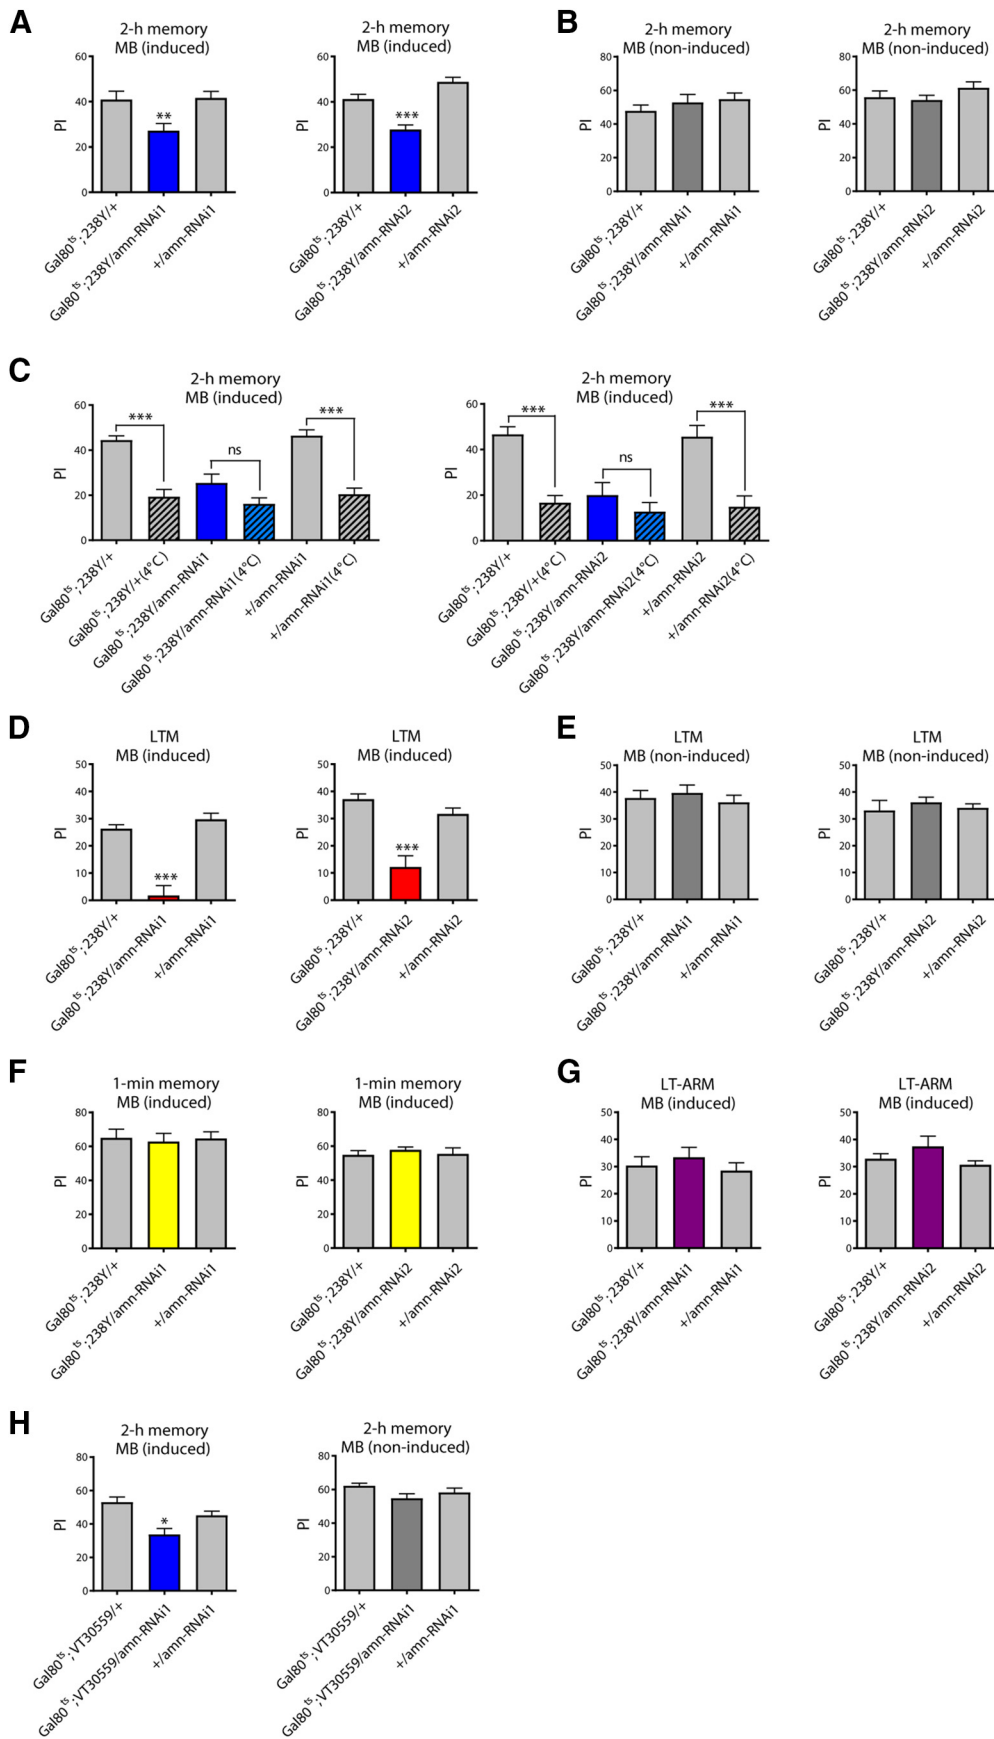 A
2-h memory
MB (induced)
PI
60
40
20
0
**
Gal80ts;238Y/+
Gal80ts;238Y/amn-RNAi1
+/amn-RNAi1
2-h memory
MB (induced)
PI
60
40
20
0
***
Gal80ts;238Y/+
Gal80ts;238Y/amn-RNAi2
+/amn-RNAi2
B
2-h memory
MB (non-induced)
PI
80
60
40
20
0
Gal80ts;238Y/+
Gal80ts;238Y/amn-RNAi1
+/amn-RNAi1
2-h memory
MB (non-induced)
PI
80
60
40
20
0
Gal80ts;238Y/+
Gal80ts;238Y/amn-RNAi2
+/amn-RNAi2
C
2-h memory
MB (induced)
PI
60
40
20
0
***
ns
***
Gal80ts;238Y/+
Gal80ts;238Y/+(4°C)
Gal80ts;238Y/amn-RNAi1
Gal80ts;238Y/amn-RNAi1(4°C)
+/amn-RNAi1
+/amn-RNAi1(4°C)
2-h memory
MB (induced)
PI
60
40
20
0
***
ns
***
Gal80ts;238Y/+
Gal80ts;238Y/+(4°C)
Gal80ts;238Y/amn-RNAi2
Gal80ts;238Y/amn-RNAi2(4°C)
+/amn-RNAi2
+/amn-RNAi2(4°C)
D
LTM
MB (induced)
PI
50
40
30
20
10
0
***
Gal80ts;238Y/+
Gal80ts;238Y/amn-RNAi1
+/amn-RNAi1
LTM
MB (induced)
PI
50
40
30
20
10
0
***
Gal80ts;238Y/+
Gal80ts;238Y/amn-RNAi2
+/amn-RNAi2
E
LTM
MB (non-induced)
PI
50
40
30
20
10
0
Gal80ts;238Y/+
Gal80ts;238Y/amn-RNAi1
+/amn-RNAi1
LTM
MB (non-induced)
PI
50
40
30
20
10
0
Gal80ts;238Y/+
Gal80ts;238Y/amn-RNAi2
+/amn-RNAi2
F
1-min memory
MB (induced)
PI
80
60
40
20
0
Gal80ts;238Y/+
Gal80ts;238Y/amn-RNAi1
+/amn-RNAi1
1-min memory
MB (induced)
PI
80
60
40
20
0
Gal80ts;238Y/+
Gal80ts;238Y/amn-RNAi2
+/amn-RNAi2
G
LT-ARM
MB (induced)
PI
50
40
30
20
10
0
Gal80ts;238Y/+
Gal80ts;238Y/amn-RNAi1
+/amn-RNAi1
LT-ARM
MB (induced)
PI
50
40
30
20
10
0
Gal80ts;238Y/+
Gal80ts;238Y/amn-RNAi2
+/amn-RNAi2
H
2-h memory
MB (induced)
PI
80
60
40
20
0
*
Gal80ts;VT30559/+
Gal80ts;VT30559/amn-RNAi1
+/amn-RNAi1
2-h memory
MB (non-induced)
PI
80
60
40
20
0
Gal80ts;VT30559/+
Gal80ts;VT30559/amn-RNAi1
+/amn-RNAi1